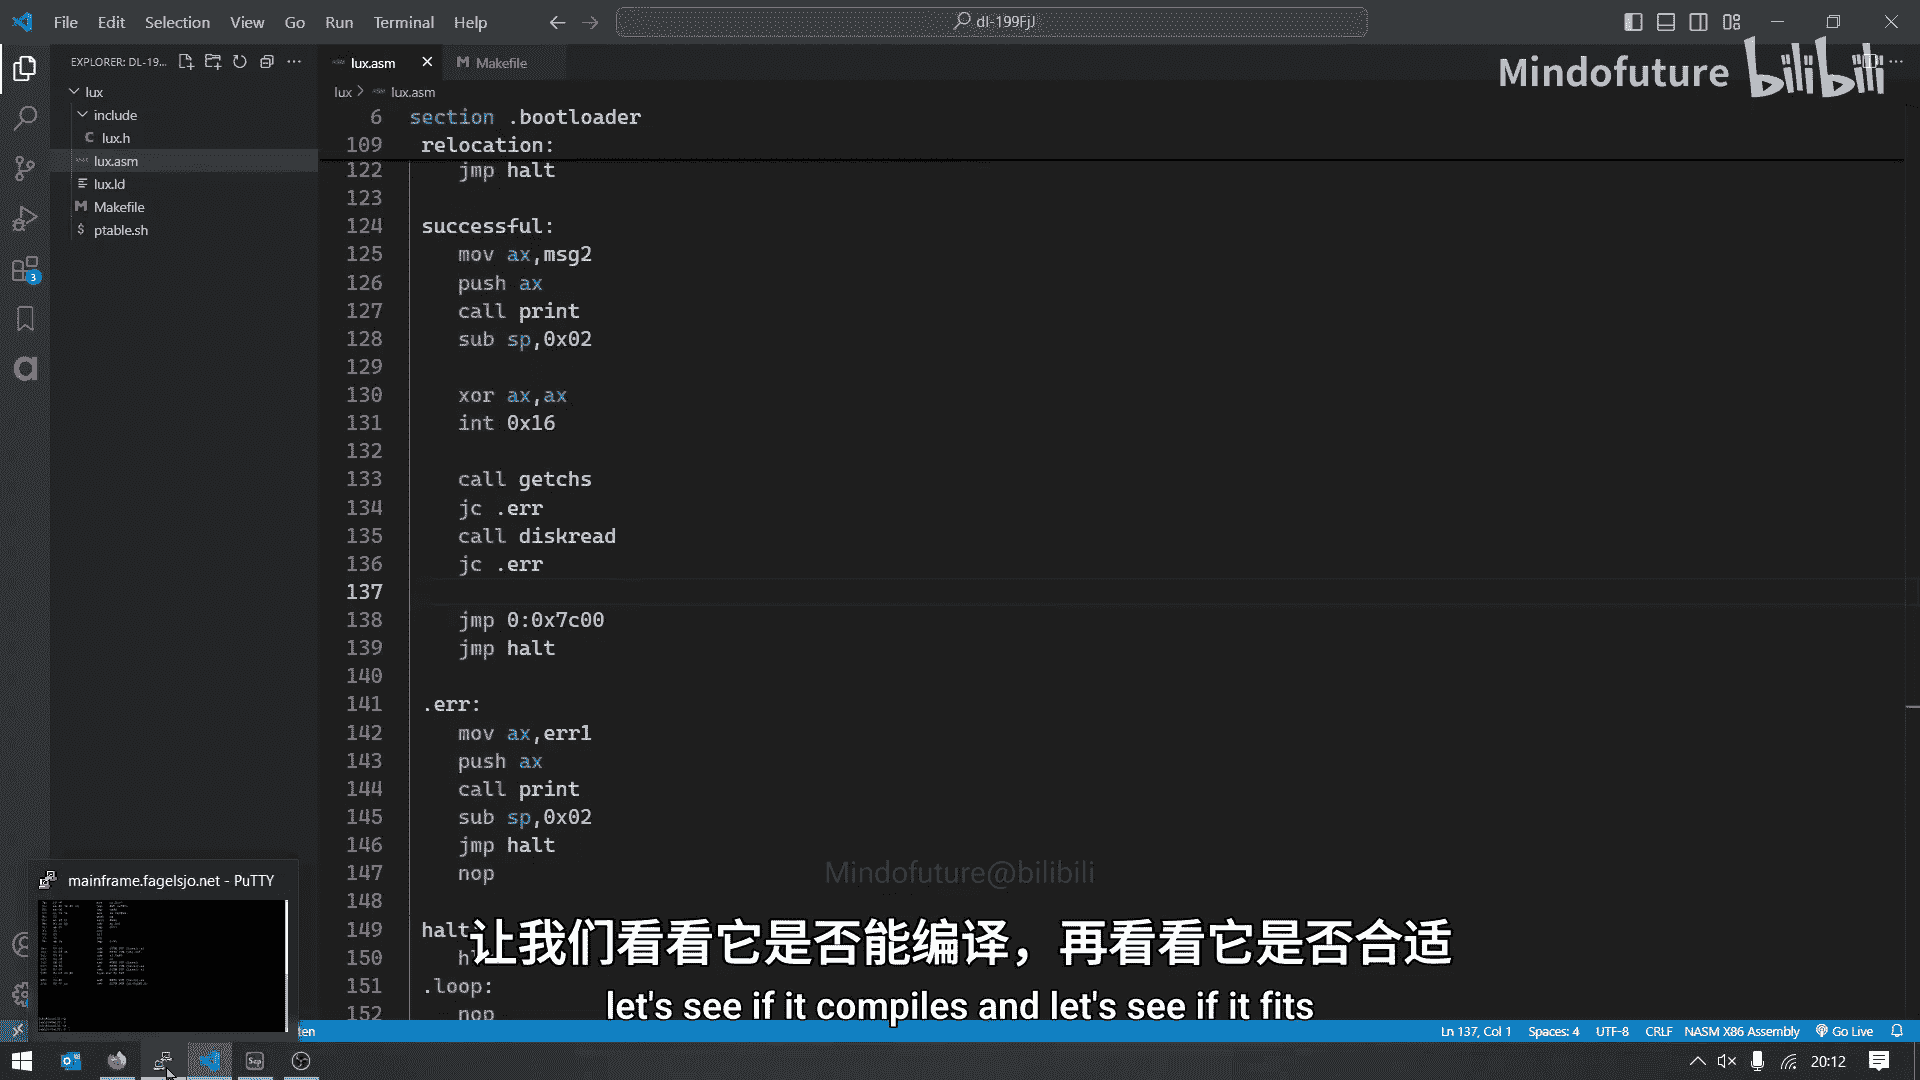 File Edit Selection View Go Run Terminal Help
dl-199FjJ
EXPLORER: DL-19...
lux.asm
Makefile
Mindofuture bilibili
lux
include
lux.h
lux.asm
lux.ld
Makefile
ptable.sh
3
lux > lux.asm
6 section .bootloader
109 relocation:
122 jmp halt
123
124 successful:
125 mov ax,msg2
126 push ax
127 call print
128 sub sp,0x02
129
130 xor ax,ax
131 int 0x16
132
133 call getchs
134 jc .err
135 call diskread
136 jc .err
137
138 jmp 0:0x7c00
139 jmp halt
140
141 .err:
142 mov ax,err1
143 push ax
144 call print
145 sub sp,0x02
146 jmp halt
147 nop
148
149 halt
150
151 .loop:
152 nop
Mindofuture@bilibili
mainframe.fagelsjo.net - PuTTY
让我们看看它是否能编译，再看看它是否合适
let's see if it compiles and let's see if it fits
Ln 137, Col 1 Spaces: 4 UTF-8 CRLF NASM X86 Assembly Go Live
20:12